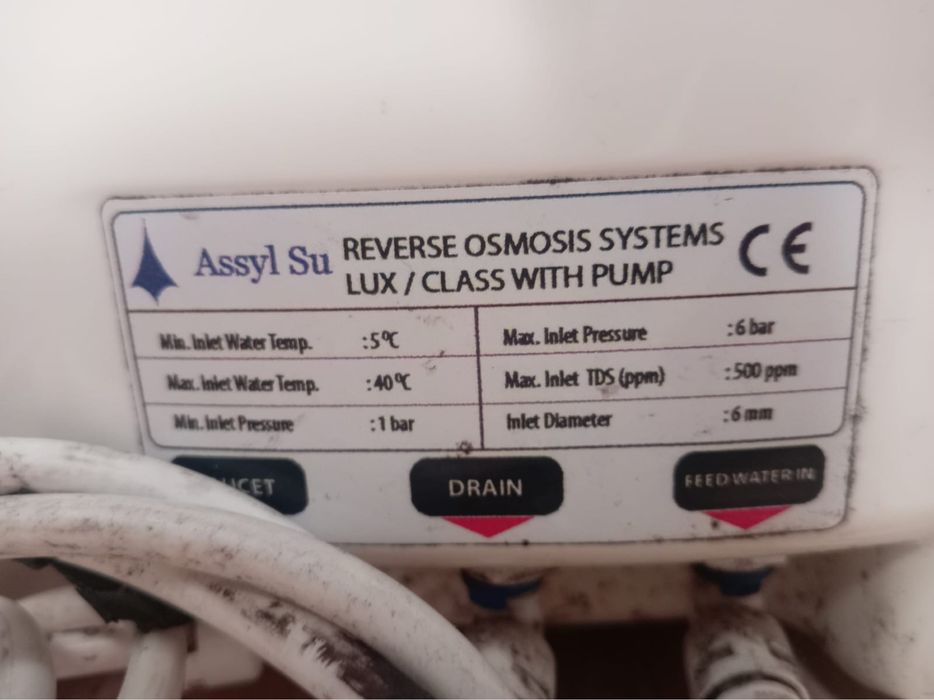 Assyl Su
REVERSE OSMOSIS SYSTEMS
LUX / CLASS WITH PUMP
CE
Min. Inlet Water Temp. :5°C
Max. Inlet Pressure :6 bar
Max. Inlet Water Temp. :40°C
Max. Inlet TDS (ppm) :500 ppm
Min. Inlet Pressure :1 bar
Inlet Diameter :6 mm
DRAIN
FEED WATER IN